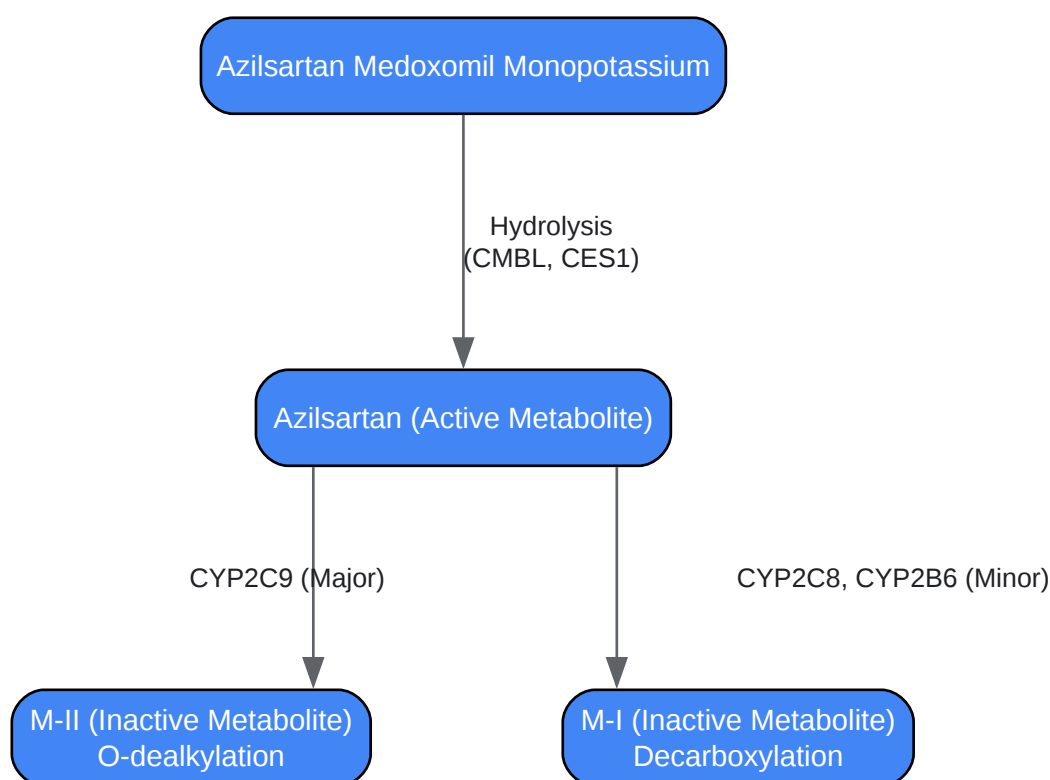 Azilsartan Medoxomil Monopotassium
Hydrolysis
(CMBL, CES1)
Azilsartan (Active Metabolite)
CYP2C9 (Major)
CYP2C8, CYP2B6 (Minor)
M-II (Inactive Metabolite)
O-dealkylation
M-I (Inactive Metabolite)
Decarboxylation